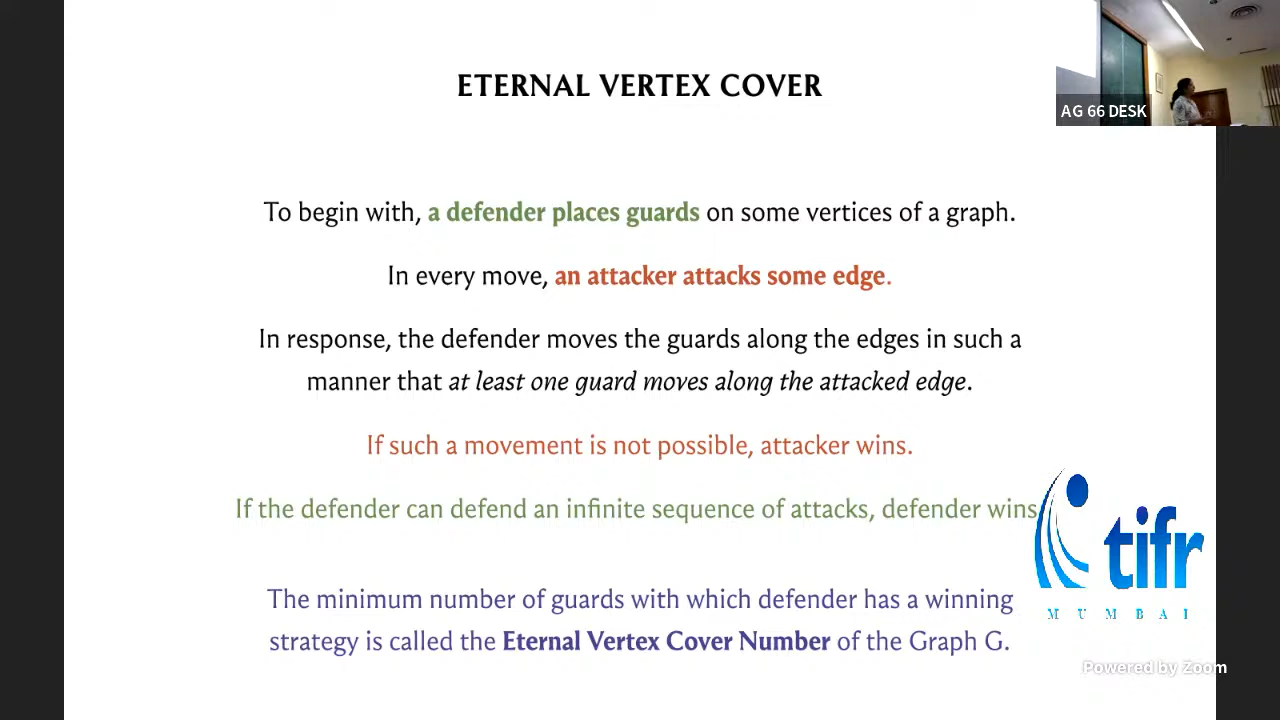 ETERNAL VERTEX COVER
AG 66 DESK
To begin with, a defender places guards on some vertices of a graph.
In every move, an attacker attacks some edge.
In response, the defender moves the guards along the edges in such a
manner that at least one guard moves along the attacked edge.
If such a movement is not possible, attacker wins.
If the defender can defend an infinite sequence of attacks, defender wins
tifr
MUMBAI
The minimum number of guards with which defender has a winning
strategy is called the Eternal Vertex Cover Number of the Graph G.
Powered by Zoom